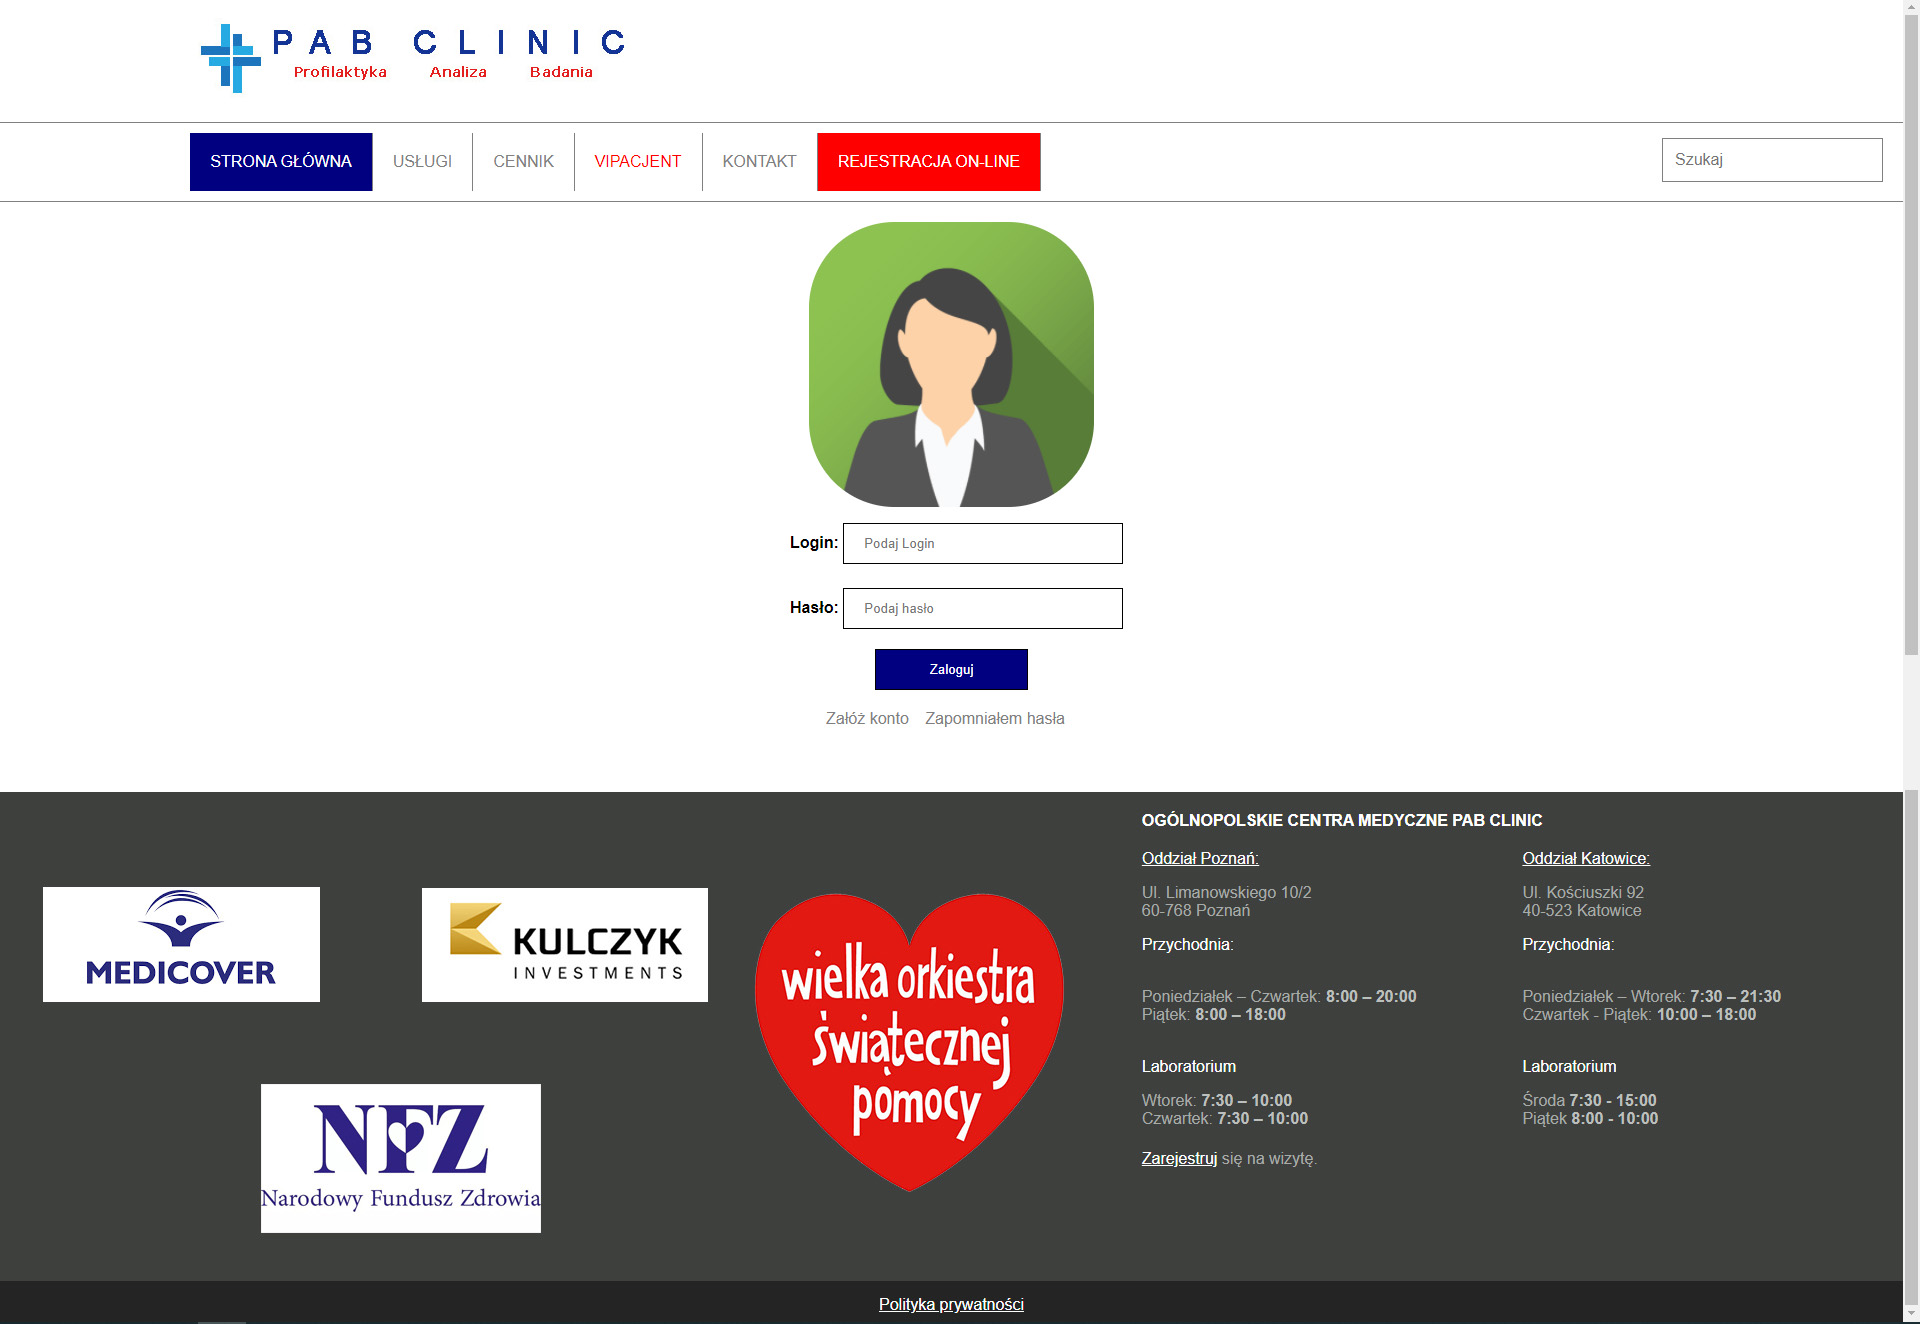 PAB CLINIC
Profilaktyka Analiza Badania
STRONA GŁÓWNA USŁUGI CENNIK VIPACJENT KONTAKT REJESTRACJA ON-LINE Szukaj
Login: Podaj Login
Hasło: Podaj hasło
Zaloguj
Załóż konto Zapomniałem hasła
MEDICOVER
KULCZYK
INVESTMENTS
NFZ
Narodowy Fundusz Zdrowia
wielka orkiestra
świątecznej
pomocy
OGÓLNOPOLSKIE CENTRA MEDYCZNE PAB CLINIC
Oddział Poznań:
Ul. Limanowskiego 10/2
60-768 Poznań
Przychodnia:
Poniedziałek – Czwartek: 8:00 – 20:00
Piątek: 8:00 – 18:00
Laboratorium
Wtorek: 7:30 – 10:00
Czwartek: 7:30 – 10:00
Zarejestruj się na wizytę.
Oddział Katowice:
Ul. Kościuszki 92
40-523 Katowice
Przychodnia:
Poniedziałek – Wtorek: 7:30 – 21:30
Czwartek - Piątek: 10:00 – 18:00
Laboratorium
Środa 7:30 - 15:00
Piątek 8:00 - 10:00
Polityka prywatności